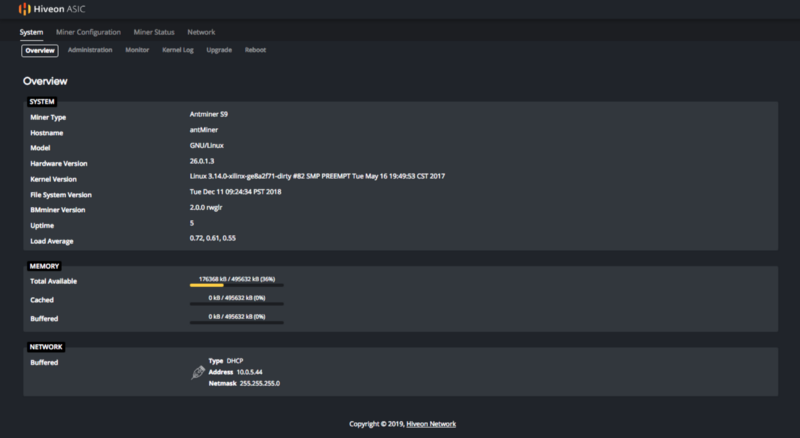 Hiveon ASIC
System Miner Configuration Miner Status Network
Overview Administration Monitor Kernel Log Upgrade Reboot
Overview
SYSTEM
Miner Type Antminer S9
Hostname antMiner
Model GNU/Linux
Hardware Version 26.0.1.3
Kernel Version Linux 3.14.0-xilinx-ge8a2f71-dirty #82 SMP PREEMPT Tue May 16 19:49:53 CST 2017
File System Version Tue Dec 11 09:24:34 PST 2018
BMminer Version 2.0.0 rwglr
Uptime 5
Load Average 0.72, 0.61, 0.55
MEMORY
Total Available 176368 kB / 495632 kB (36%)
Cached 0 kB / 495632 kB (0%)
Buffered 0 kB / 495632 kB (0%)
NETWORK
Buffered Type DHCP
Address 10.0.5.44
Netmask 255.255.255.0
Copyright © 2019, Hiveon Network